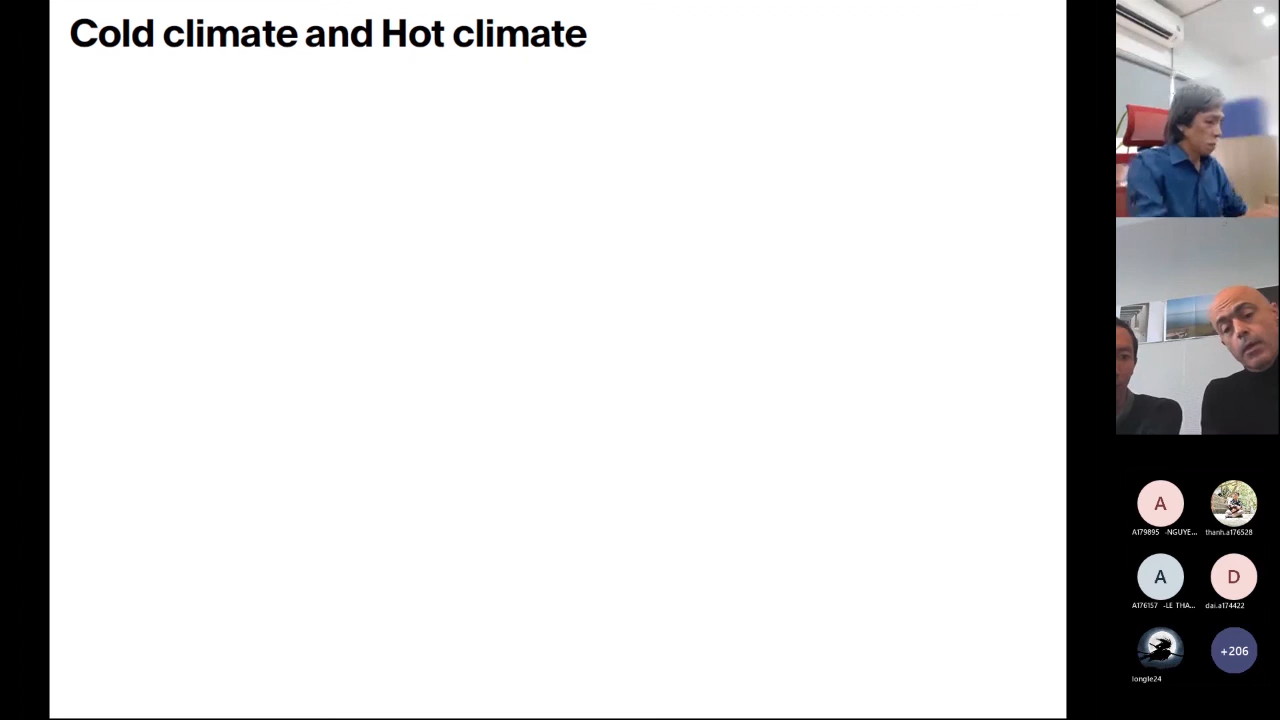 Cold climate and Hot climate
A
A179895 -NGUYE...
thanh.a176528
A
D
A176157 -LE THA...
dai.a174422
+206
longle24